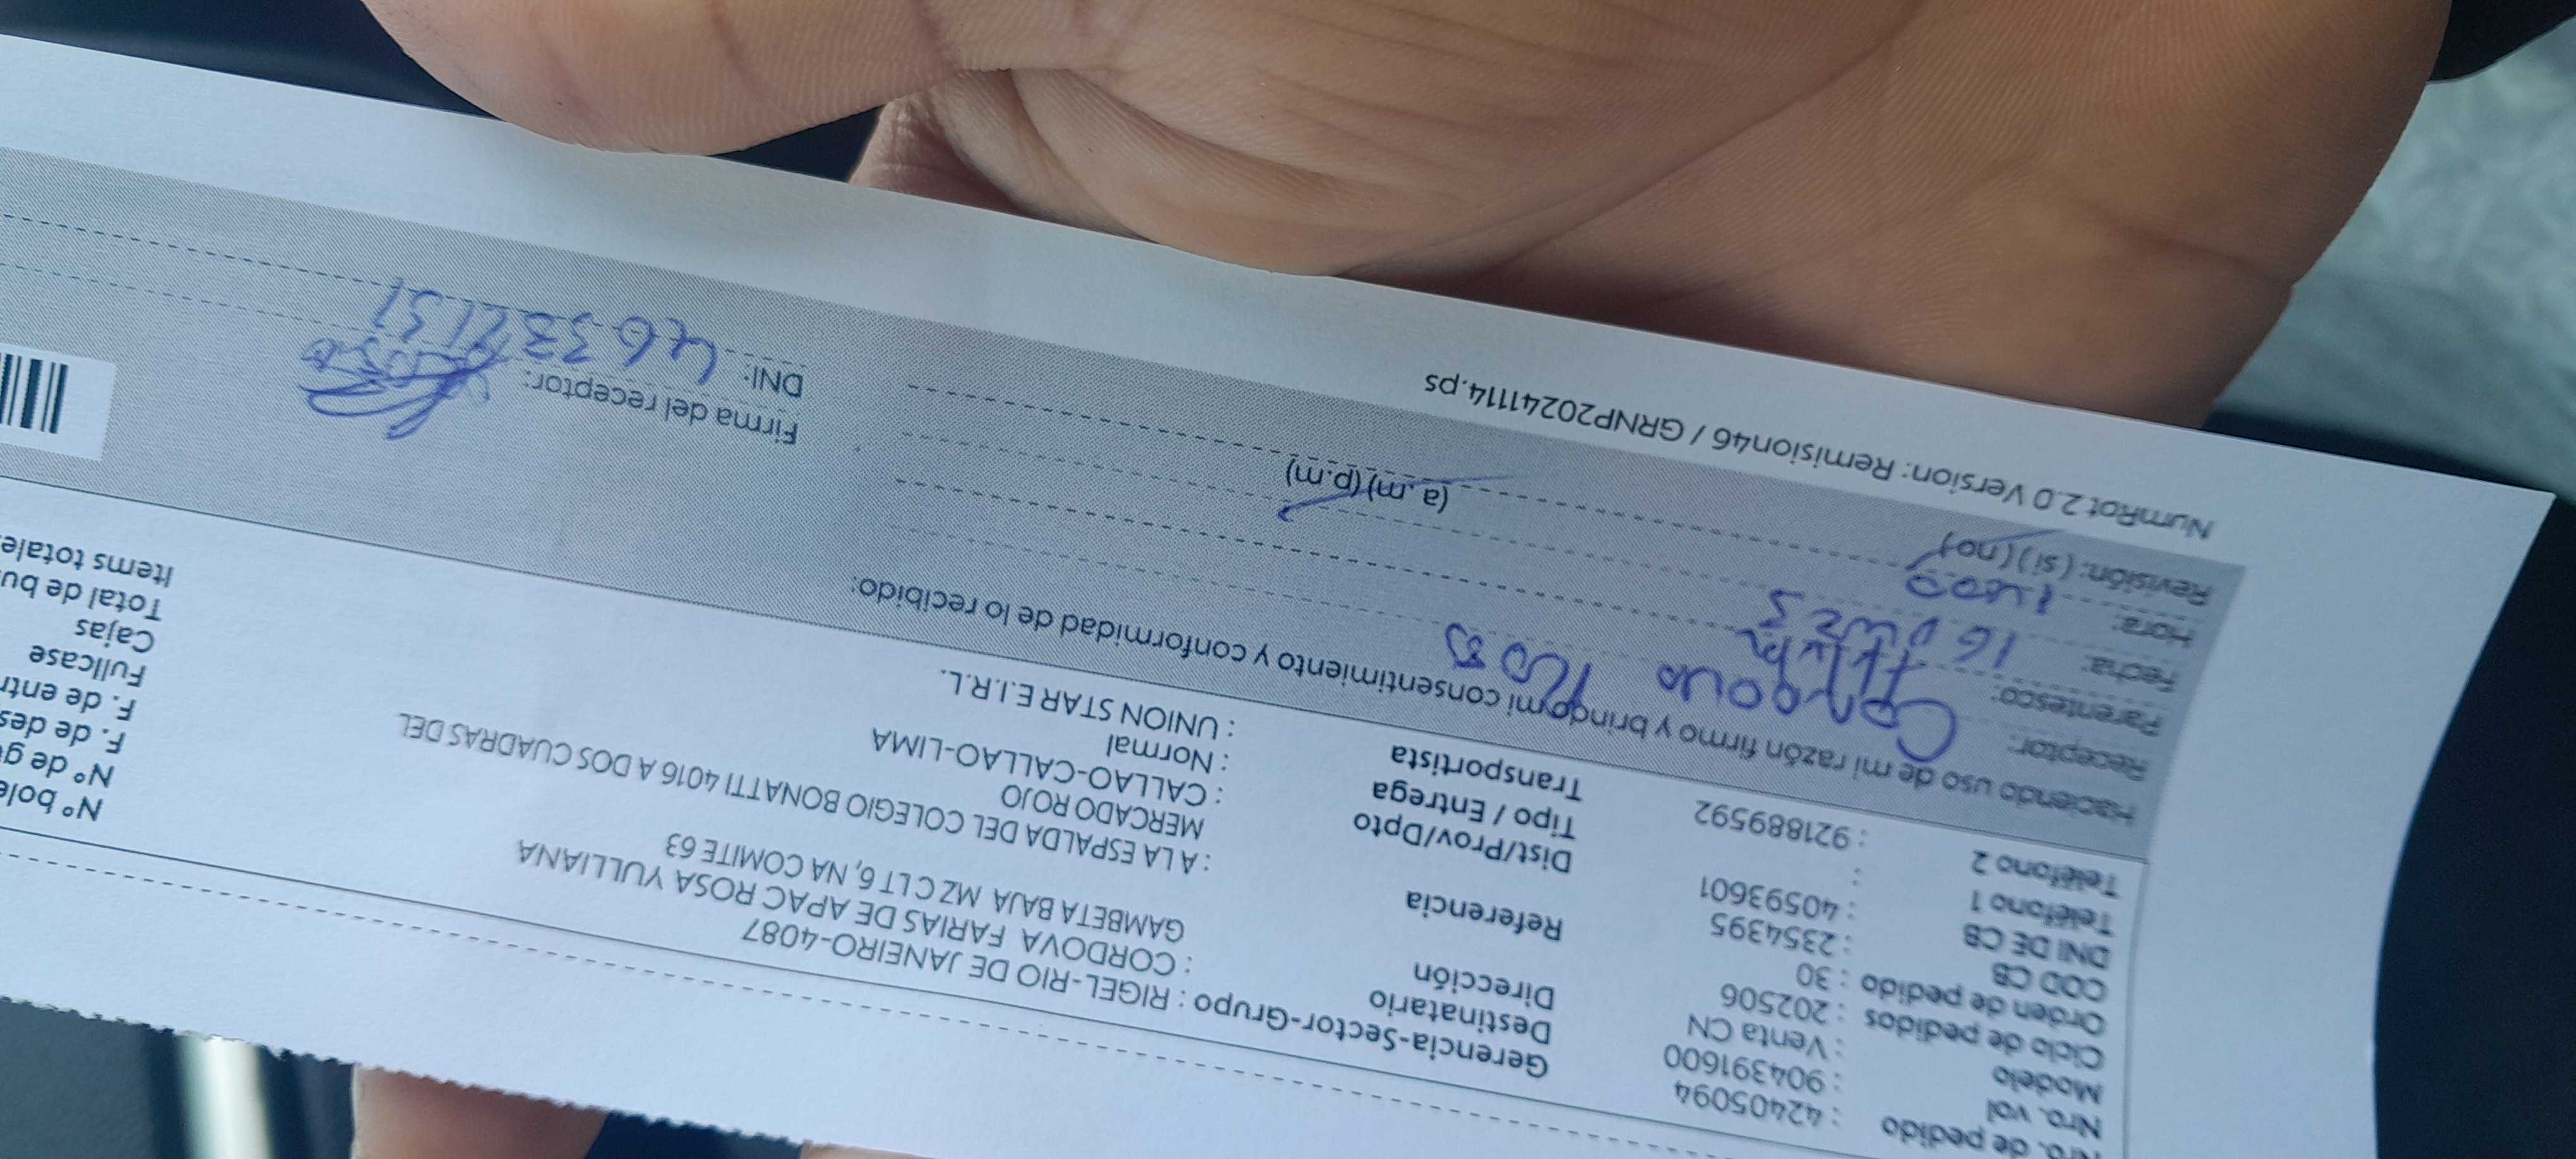 Nro. de pedido : 42405094
Nro. vol : 904391600
Modelo : Venta CN
Ciclo de pedidos : 202506
Orden de pedido : 30
COD CB : 2354395
DNI DE CB : 40593601
Teléfono 1 :
Teléfono 2 : 921889592
Gerencia-Sector-Grupo : RIGEL-RIO DE JANEIRO-4087
Destinatario : CORDOVA FARIAS DE APAC ROSA YULLIANA
Dirección GAMBETA BAJA MZ C LT 6, NA COMITE 63
Referencia : A LA ESPALDA DEL COLEGIO BONATTI 4016 A DOS CUADRAS DEL
MERCADO ROJO
Dist/Prov/Dpto : CALLAO-CALLAO-LIMA
Tipo / Entrega : Normal
Transportista : UNION STAR E.I.R.L.
N° bole
N° de g
F. de des
F. de entr
Fullcase
Cajas
Total de bu
Items totale
Haciendo uso de mi razón firmo y brindo mi consentimiento y conformidad de lo recibido:
Receptor:
Parentesco:
Fecha: 16
Hora: (a.m) (p.m)
Revisión: (si) (no)
Firma del receptor:
DNI:
NumRot 2.0 Version: Remision46 / GRNP20241114.ps